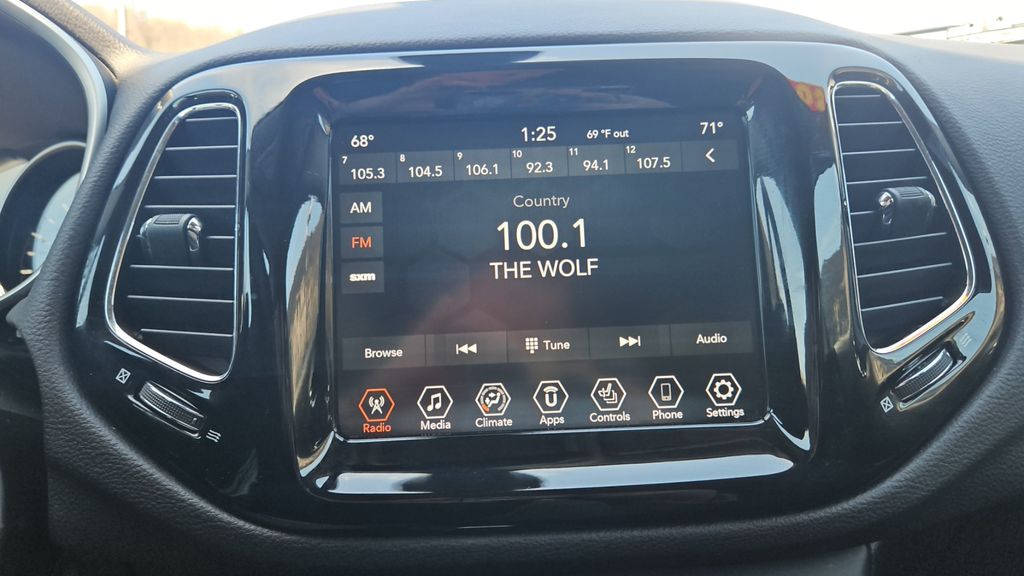 68° 1:25 69 °F out 71°
7 105.3 8 104.5 9 106.1 10 92.3 11 94.1 12 107.5
AM
Country
FM
100.1
THE WOLF
sxm
Browse Tune Audio
Radio Media Climate Apps Controls Phone Settings